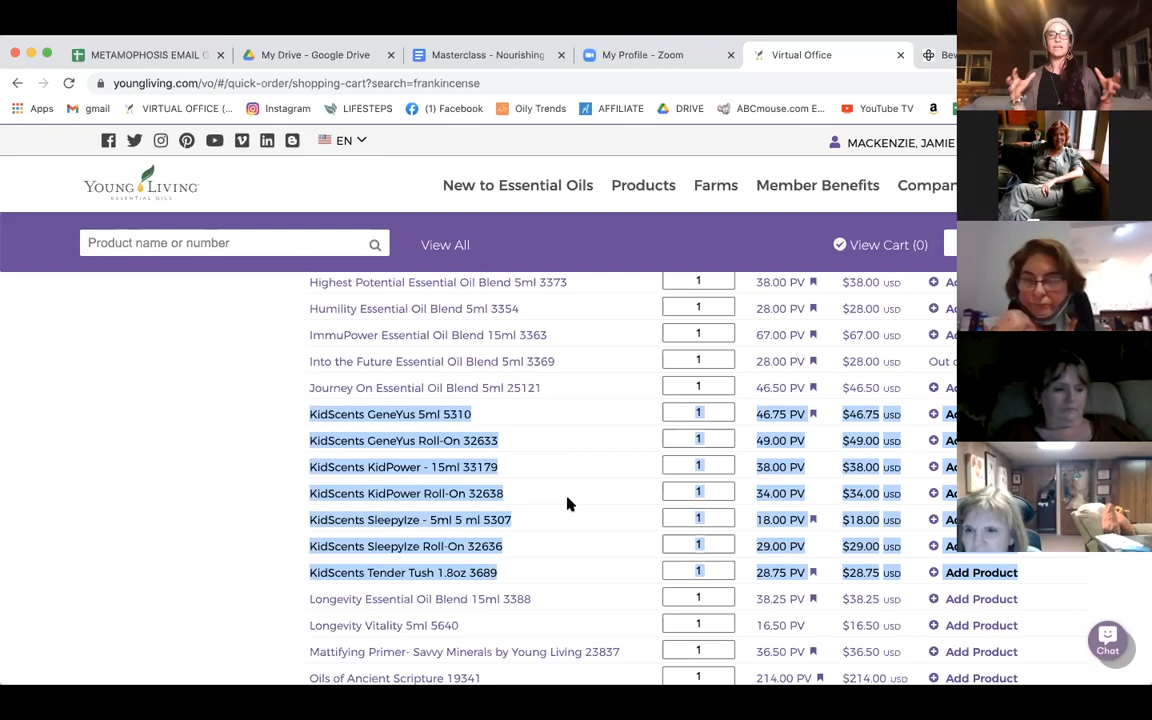 METAMOPHOSIS EMAIL G
My Drive - Google Drive
Masterclass - Nourishing
My Profile - Zoom
Virtual Office
Bew
youngliving.com/vo/#/quick-order/shopping-cart?search=frankincense
Apps
gmail
VIRTUAL OFFICE (...
Instagram
LIFESTEPS
(1) Facebook
Oily Trends
AFFILIATE
DRIVE
ABCmouse.com E...
YouTube TV
EN
MACKENZIE, JAMIE
YOUNG LIVING
ESSENTIAL OILS
New to Essential Oils
Products
Farms
Member Benefits
Compan
Product name or number
View All
View Cart (0)
Highest Potential Essential Oil Blend 5ml 3373 1 38.00 PV $38.00 USD Ad
Humility Essential Oil Blend 5ml 3354 1 28.00 PV $28.00 USD Ad
ImmuPower Essential Oil Blend 15ml 3363 1 67.00 PV $67.00 USD Ad
Into the Future Essential Oil Blend 5ml 3369 1 28.00 PV $28.00 USD Out o
Journey On Essential Oil Blend 5ml 25121 1 46.50 PV $46.50 USD Ad
KidScents GeneYus 5ml 5310 1 46.75 PV $46.75 USD Ad
KidScents GeneYus Roll-On 32633 1 49.00 PV $49.00 USD Ad
KidScents KidPower - 15ml 33179 1 38.00 PV $38.00 USD Ad
KidScents KidPower Roll-On 32638 1 34.00 PV $34.00 USD Ad
KidScents SleepyIze - 5ml 5 ml 5307 1 18.00 PV $18.00 USD Ad
KidScents SleepyIze Roll-On 32636 1 29.00 PV $29.00 USD Ad
KidScents Tender Tush 1.8oz 3689 1 28.75 PV $28.75 USD Add Product
Longevity Essential Oil Blend 15ml 3388 1 38.25 PV $38.25 USD Add Product
Longevity Vitality 5ml 5640 1 16.50 PV $16.50 USD Add Product
Mattifying Primer- Savvy Minerals by Young Living 23837 1 36.50 PV $36.50 USD Add Product
Oils of Ancient Scripture 19341 1 214.00 PV $214.00 USD Add Product
Chat